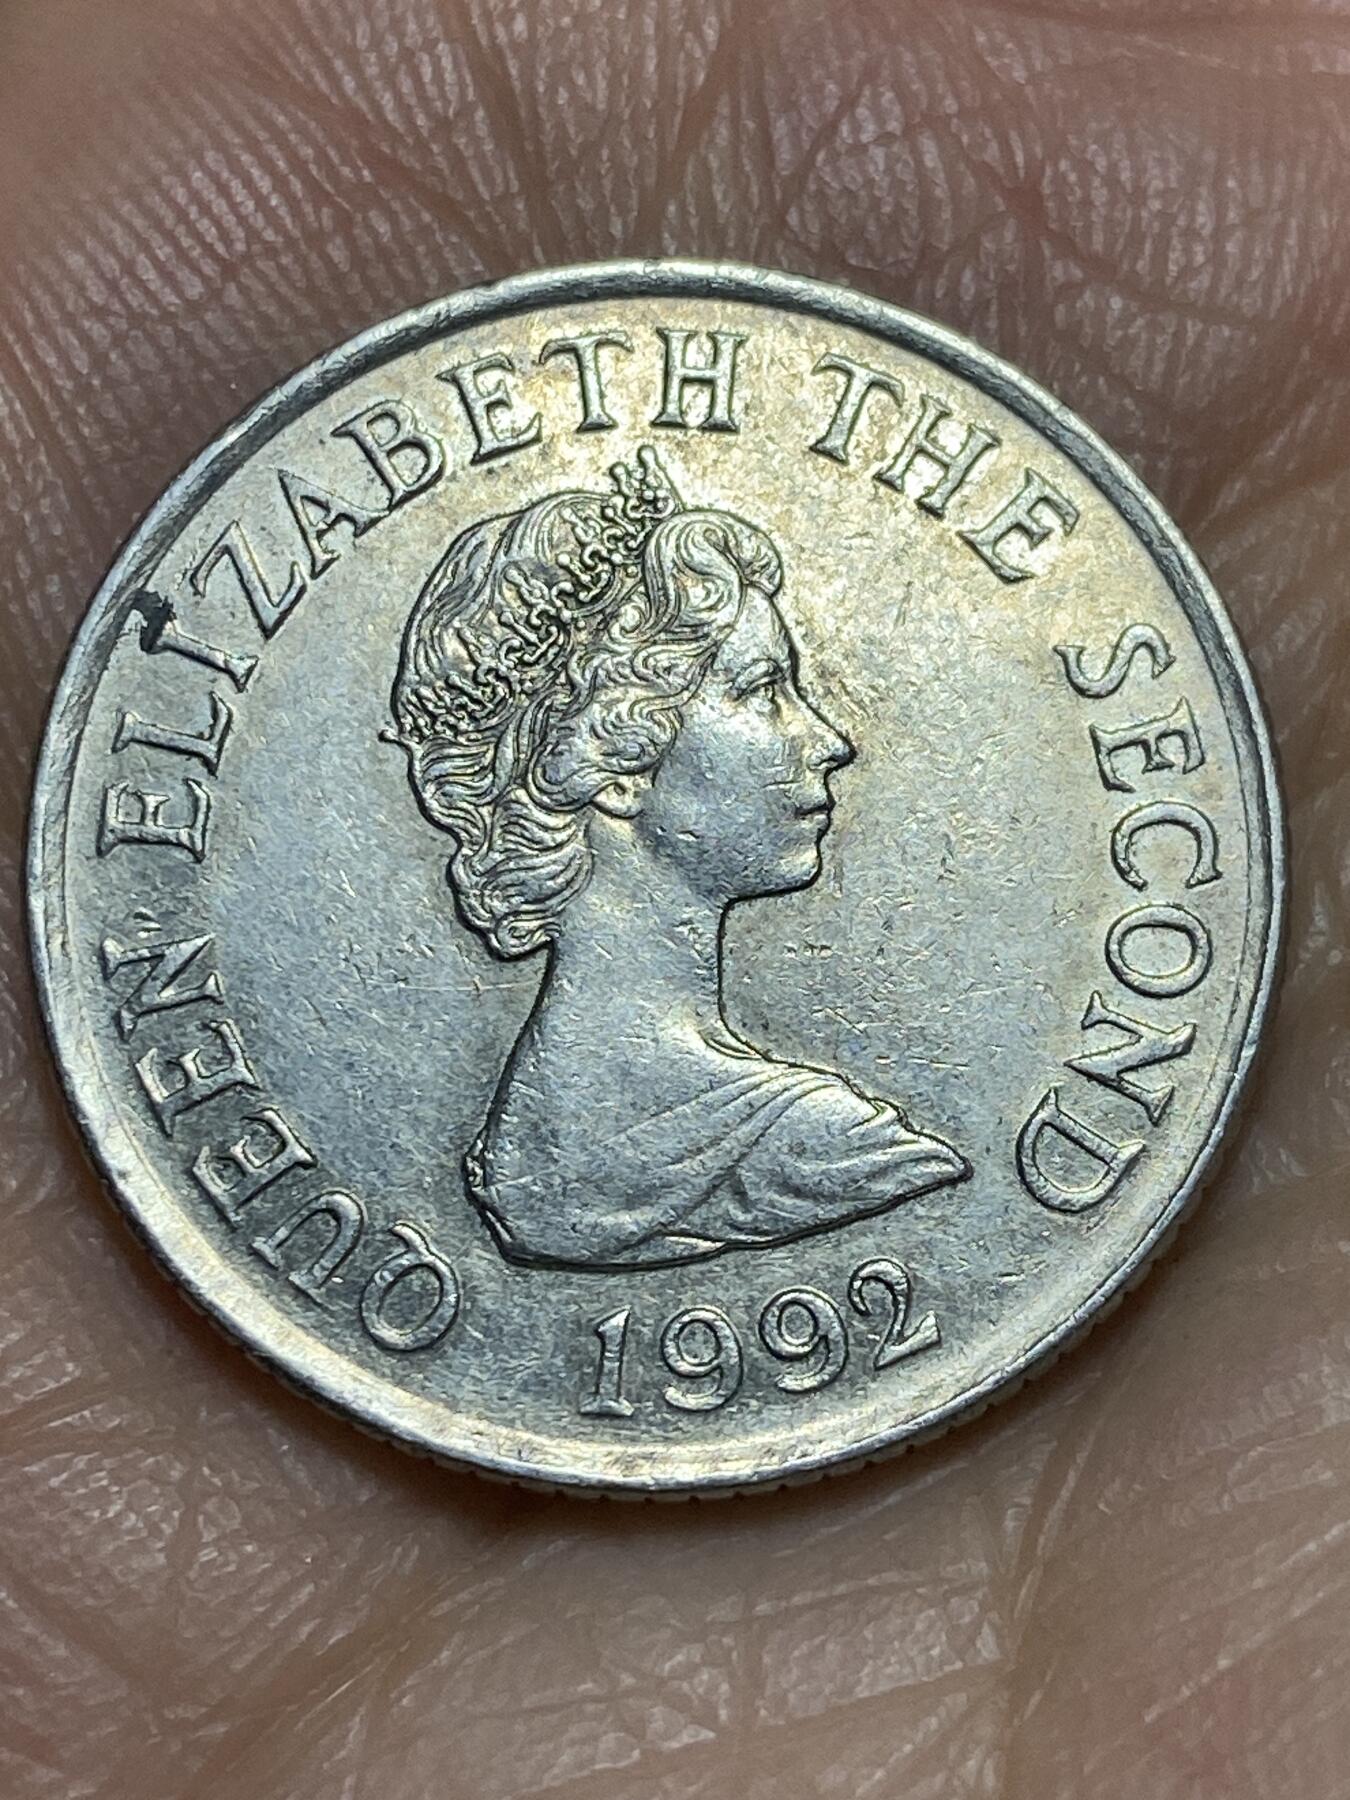 QUEEN ELIZABETH THE SECOND
1992